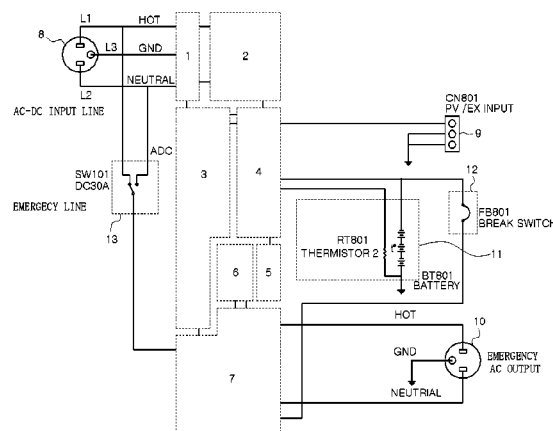 L1 HOT
8
L3 GND
1
2
NEUTRAL
L2
AC-DC INPUT LINE
CN801
PV /EX INPUT
9
ADC
SW101
DC30A
EMERGECY LINE
13
3
4
12
FB801
BREAK SWITCH
RT801
THERMISTOR 2
11
BT801
BATTERY
6
5
HOT
10
GND
EMERGENCY
AC OUTPUT
7
NEUTRIAL